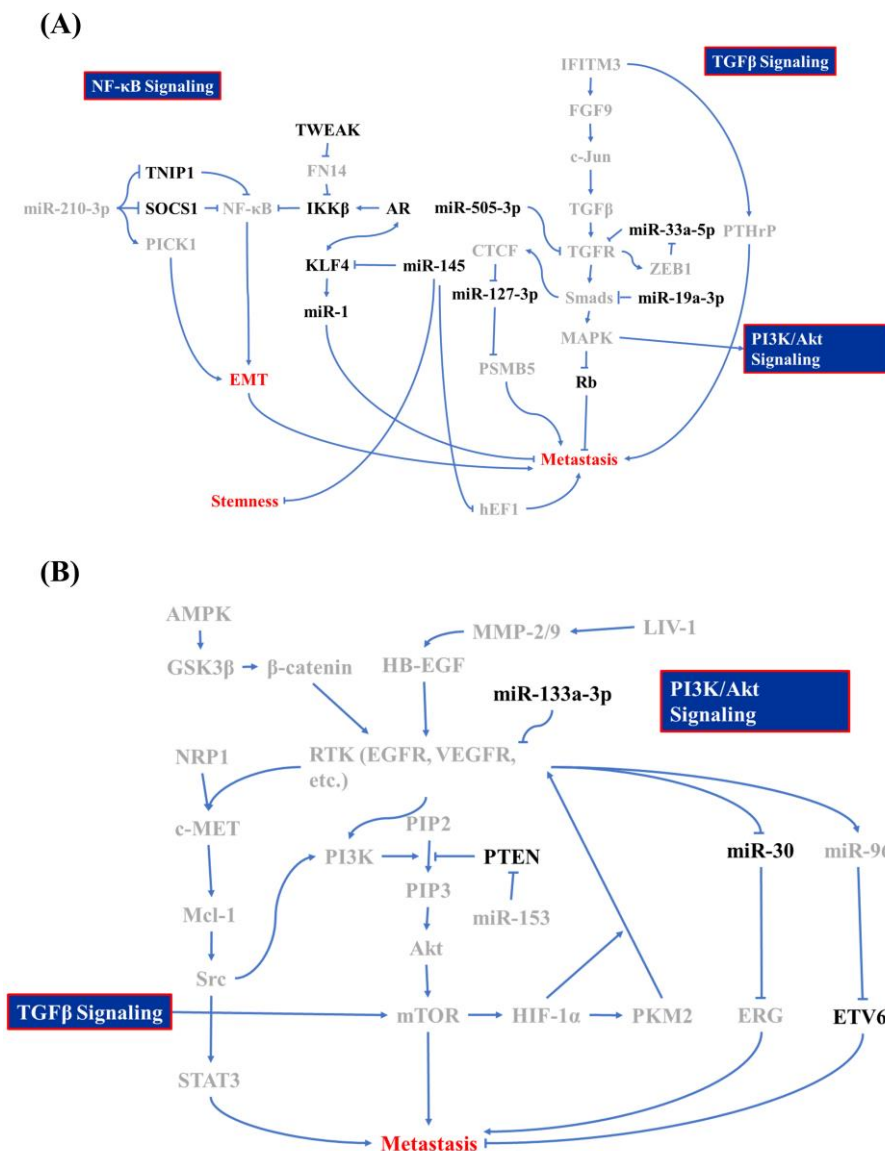 (A)
NF-κB Signaling
TGFβ Signaling
IFITM3
FGF9
TWEAK
FN14
c-Jun
TNIP1
miR-210-3p
SOCS1
NF-κB
IKKβ
AR
miR-505-3p
TGFβ
miR-33a-5p
PTHrP
PICK1
CTCF
TGFR
ZEB1
KLF4
miR-145
miR-127-3p
Smads
miR-19a-3p
miR-1
MAPK
PI3K/Akt
Signaling
PSMB5
Rb
EMT
Metastasis
Stemness
hEF1
(B)
AMPK
MMP-2/9
LIV-1
GSK3β
β-catenin
HB-EGF
miR-133a-3p
PI3K/Akt
Signaling
NRP1
RTK (EGFR, VEGFR,
etc.)
c-MET
PIP2
PI3K
PTEN
miR-30
miR-96
PIP3
miR-153
Mcl-1
Akt
Src
TGFβ Signaling
mTOR
HIF-1α
PKM2
ERG
ETV6
STAT3
Metastasis